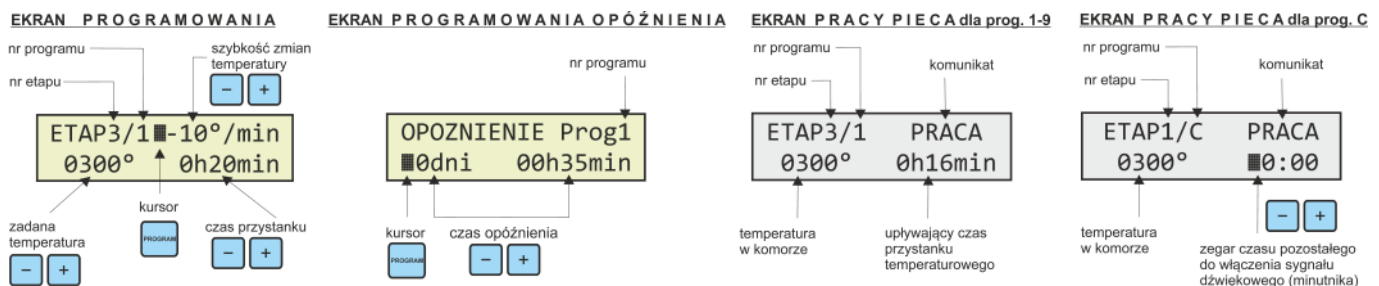 EKRAN PROGRAMOWANIA
nr programu
szybkość zmian
temperatury
nr etapu
- +
ETAP3/1 -10°/min
0300° 0h20min
kursor
zadana
temperatura
PROGRAM
czas przystanku
- +
- +
EKRAN PROGRAMOWANIA OPÓŹNIENIA
nr programu
OPOZNIENIE Prog1
0dni 00h35min
kursor
czas opóźnienia
PROGRAM
- +
EKRAN PRACY PIECA dla prog. 1-9
nr programu
komunikat
nr etapu
ETAP3/1 PRACA
0300° 0h16min
temperatura
w komorze
upływający czas
przystanku
temperaturowego
EKRAN PRACY PIECA dla prog. C
nr programu
komunikat
nr etapu
ETAP1/C PRACA
0300° 0:00
- +
temperatura
w komorze
zegar czasu pozostałego
do włączenia sygnału
dźwiekowego (minutnika)